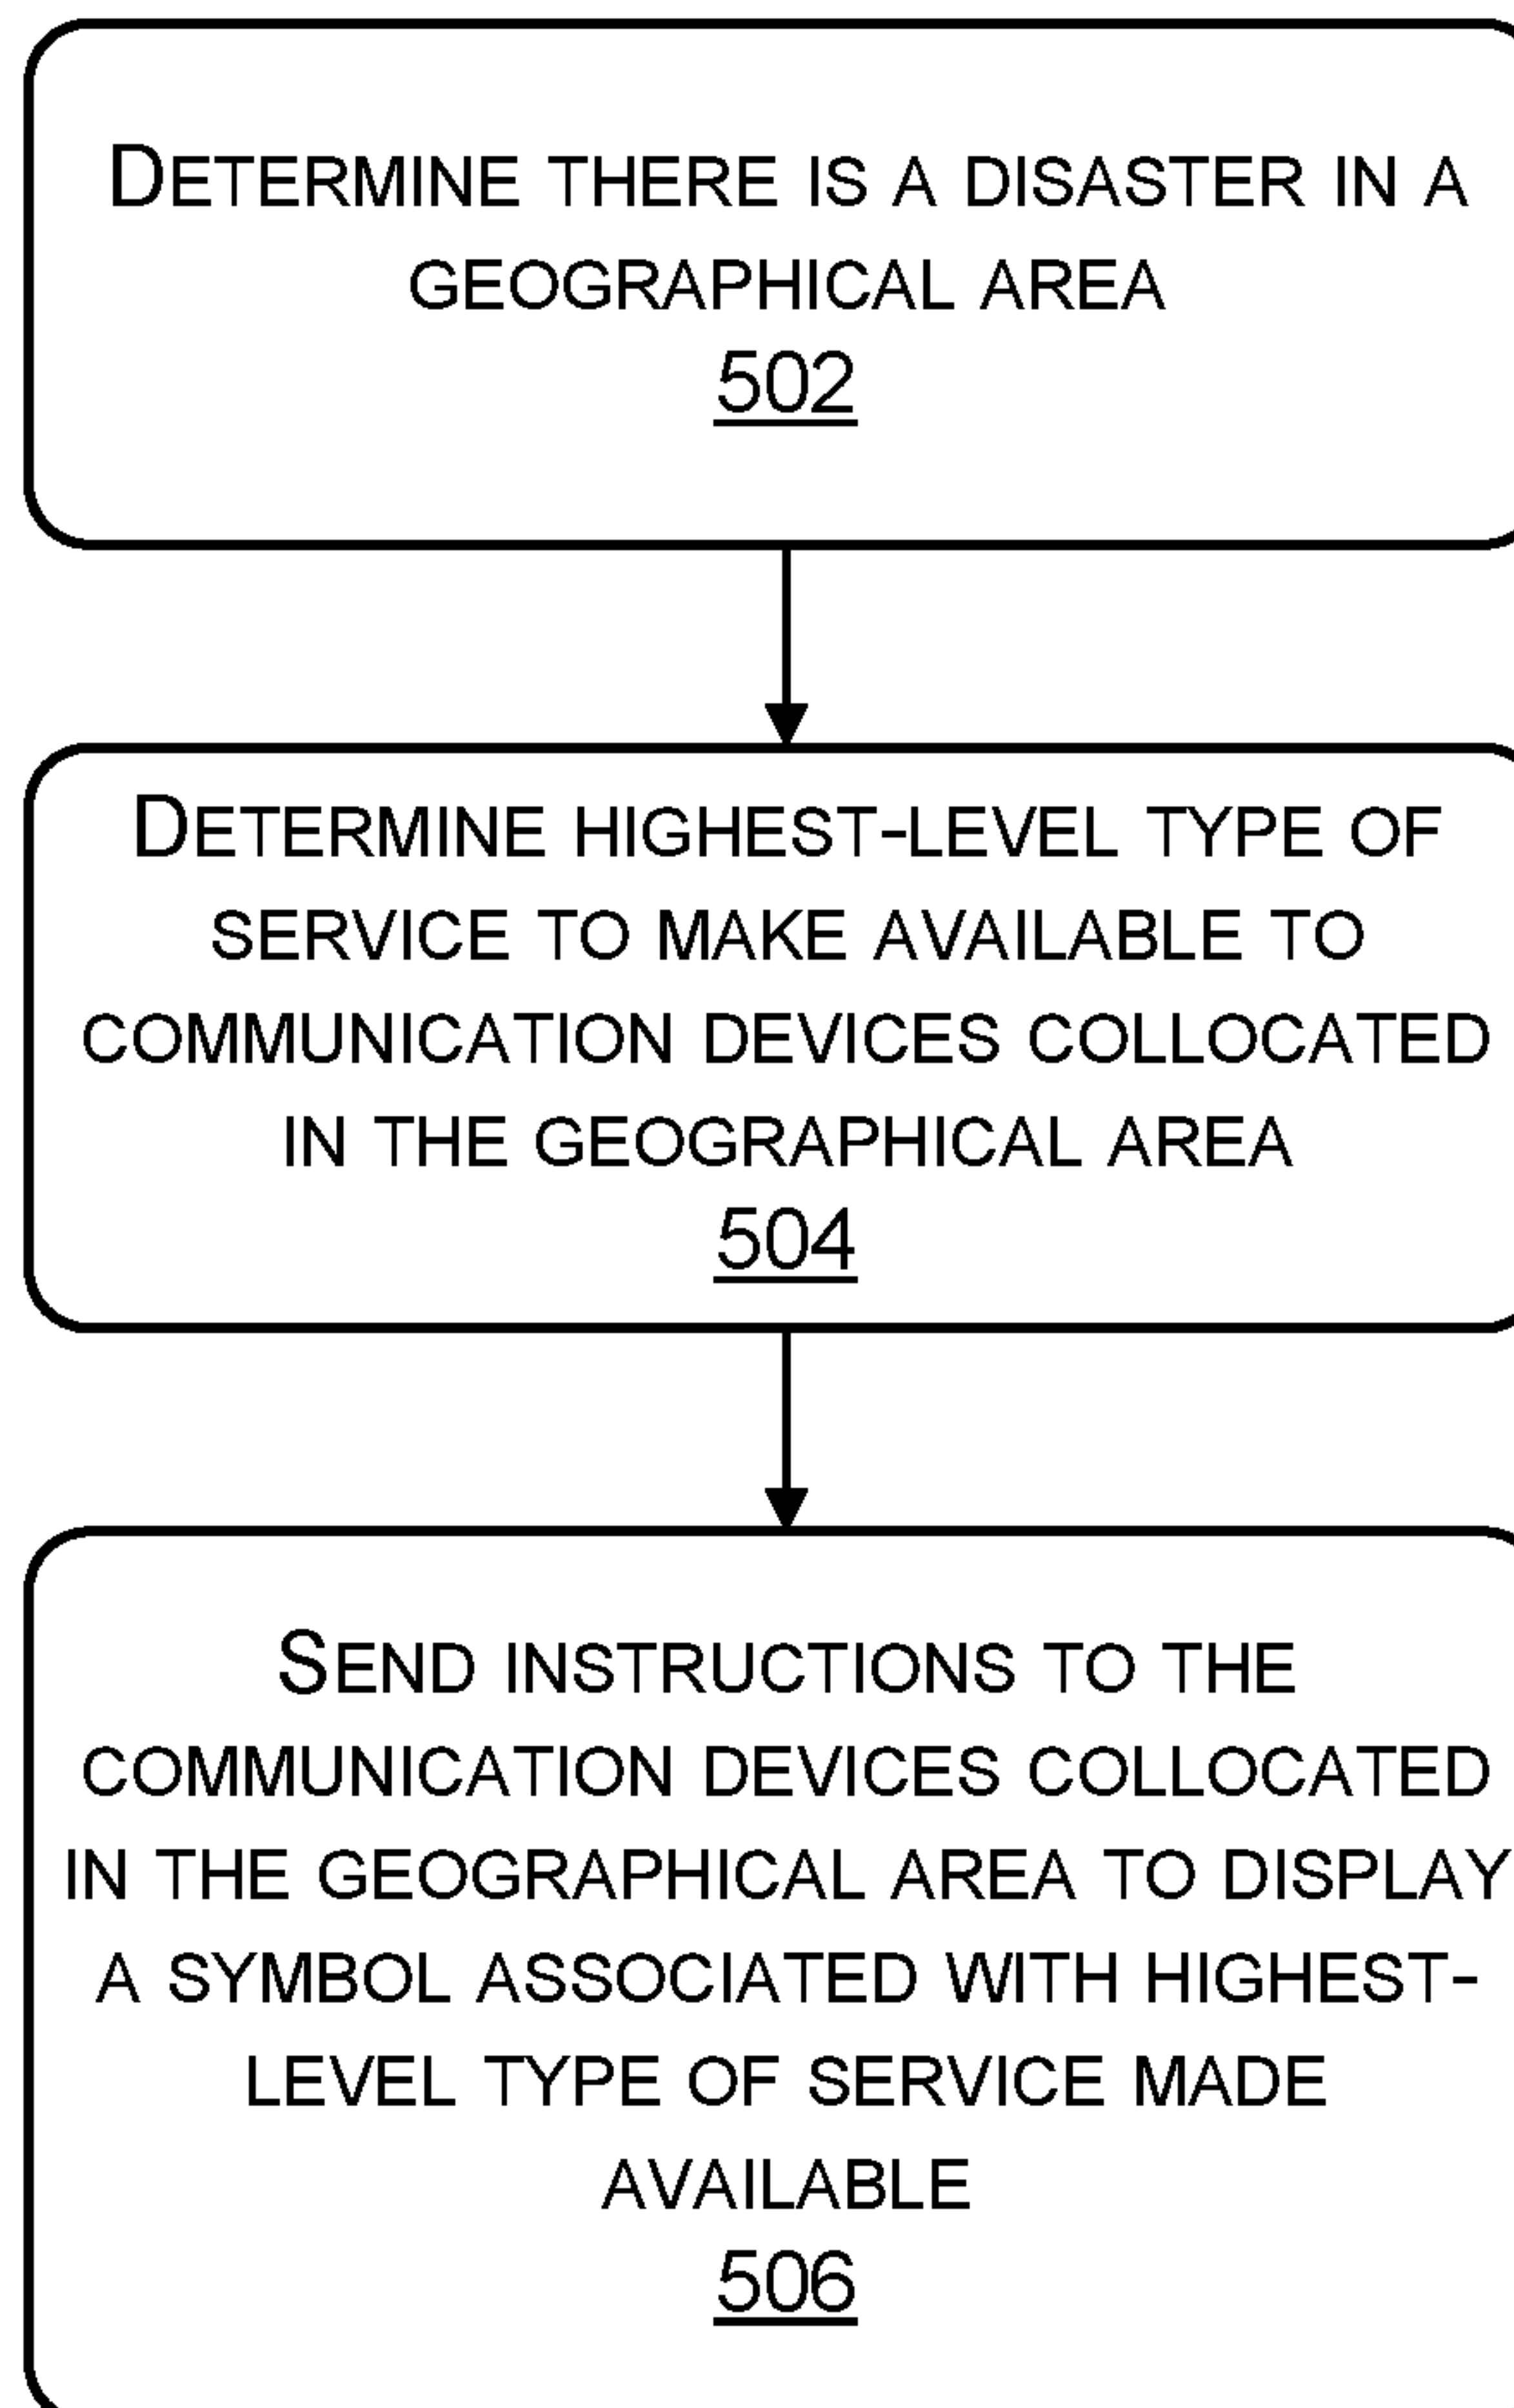 DETERMINE THERE IS A DISASTER IN A
GEOGRAPHICAL AREA
502
DETERMINE HIGHEST-LEVEL TYPE OF
SERVICE TO MAKE AVAILABLE TO
COMMUNICATION DEVICES COLLOCATED
IN THE GEOGRAPHICAL AREA
504
SEND INSTRUCTIONS TO THE
COMMUNICATION DEVICES COLLOCATED
IN THE GEOGRAPHICAL AREA TO DISPLAY
A SYMBOL ASSOCIATED WITH HIGHEST-
LEVEL TYPE OF SERVICE MADE
AVAILABLE
506